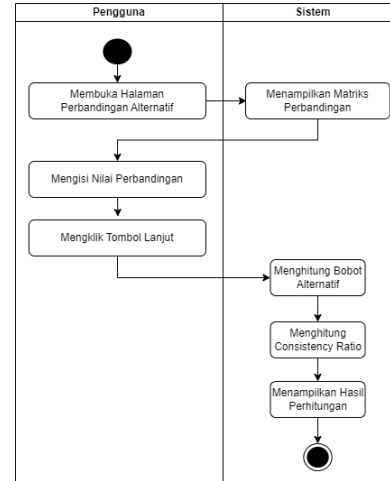 Pengguna
Sistem
Membuka Halaman
Perbandingan Alternatif
Menampilkan Matriks
Perbandingan
Mengisi Nilai Perbandingan
Mengklik Tombol Lanjut
Menghitung Bobot
Alternatif
Menghitung
Consistency Ratio
Menampilkan Hasil
Perhitungan